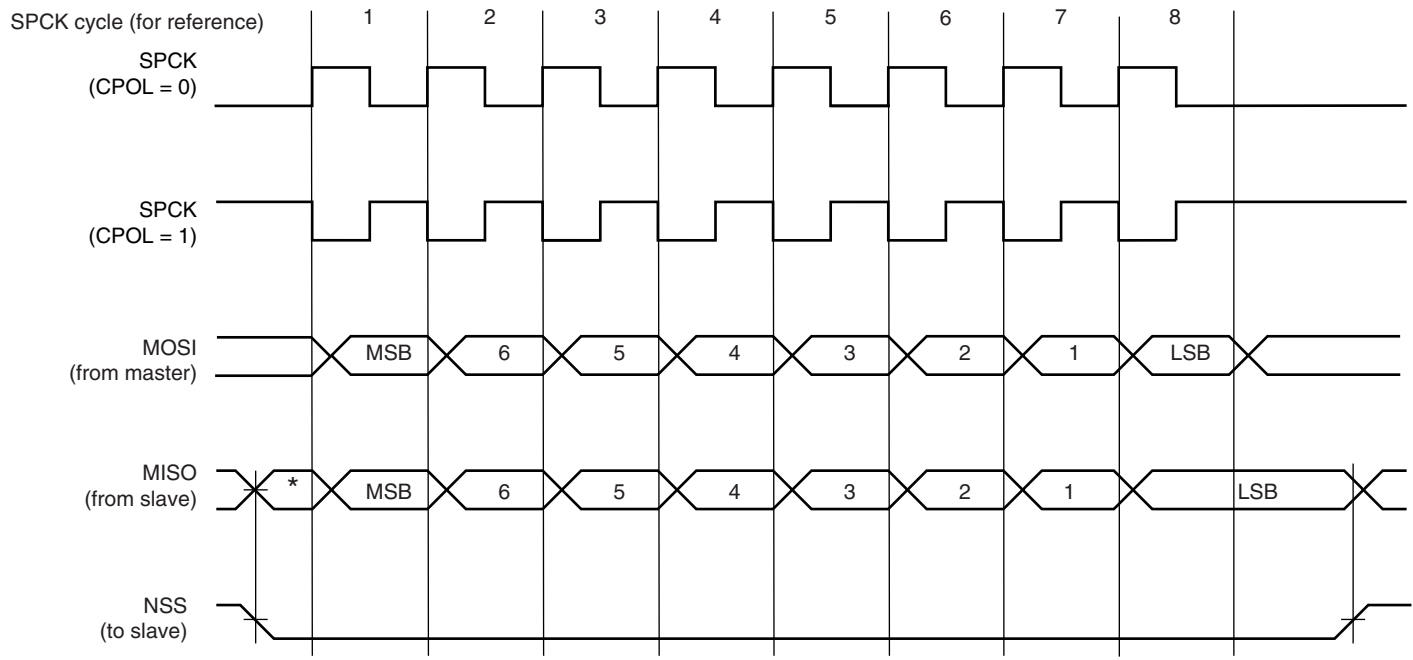 SPCK cycle (for reference) 1 2 3 4 5 6 7 8
SPCK
(CPOL = 0)
SPCK
(CPOL = 1)
MOSI
(from master)
MSB 6 5 4 3 2 1 LSB
MISO
(from slave)
* MSB 6 5 4 3 2 1 LSB
NSS
(to slave)